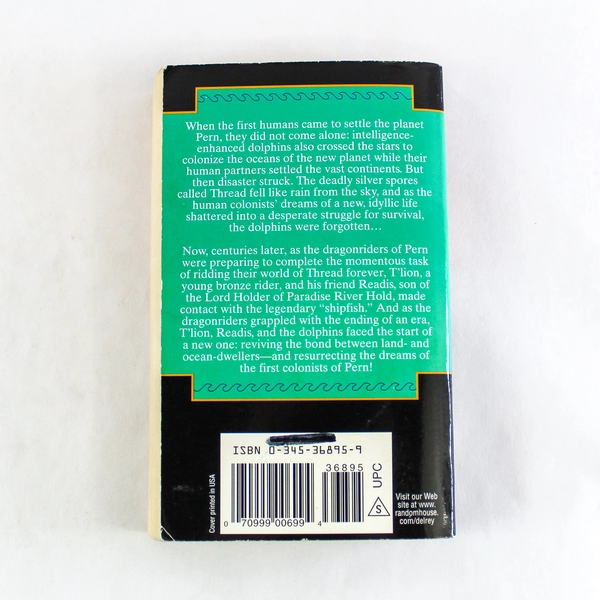 When the first humans came to settle the planet
Pern, they did not come alone: intelligence-
enhanced dolphins also crossed the stars to
colonize the oceans of the new planet while their
human partners settled the vast continents. But
then disaster struck. The deadly silver spores
called Thread fell like rain from the sky, and as the
human colonists' dreams of a new, idyllic life
shattered into a desperate struggle for survival,
the dolphins were forgotten...
Now, centuries later, as the dragonriders of Pern
were preparing to complete the momentous task
of ridding their world of Thread forever, T'lion, a
young bronze rider, and his friend Readis, son of
the Lord Holder of Paradise River Hold, made
contact with the legendary “shipfish.” And as the
dragonriders grappled with the ending of an era,
T'lion, Readis, and the dolphins faced the start of
a new one: reviving the bond between land- and
ocean-dwellers—and resurrecting the dreams of
the first colonists of Pern!
ISBN 0-345-36895-9
36895
UPC
S
0 70999 00699 4
Cover printed in USA
Visit our Web
site at www.
randomhouse.
com/delrey